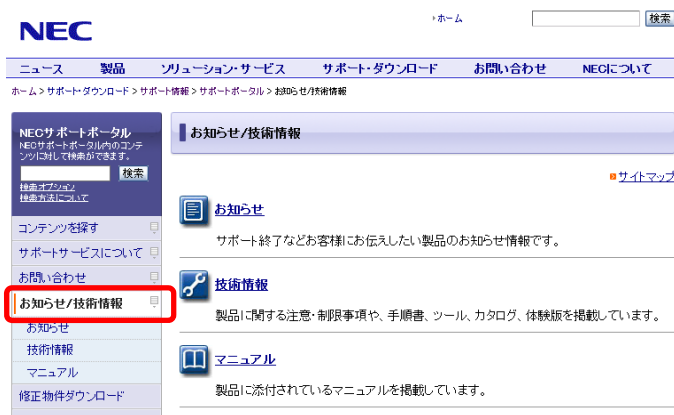 ›ホーム
検索
NEC
ニュース 製品 ソリューション・サービス サポート・ダウンロード お問い合わせ NECについて
ホーム > サポート・ダウンロード > サポート情報 > サポートポータル > お知らせ/技術情報
NECサポートポータル
NECサポートポータル内のコンテ
ンツに対して検索ができます。
検索
検索オプション
検索方法について
コンテンツを探す
サポートサービスについて
お問い合わせ
お知らせ/技術情報
お知らせ
技術情報
マニュアル
修正物件ダウンロード
お知らせ/技術情報
サイトマップ
お知らせ
サポート終了などお客様にお伝えしたい製品のお知らせ情報です。
技術情報
製品に関する注意・制限事項や、手順書、ツール、カタログ、体験版を掲載しています。
マニュアル
製品に添付されているマニュアルを掲載しています。